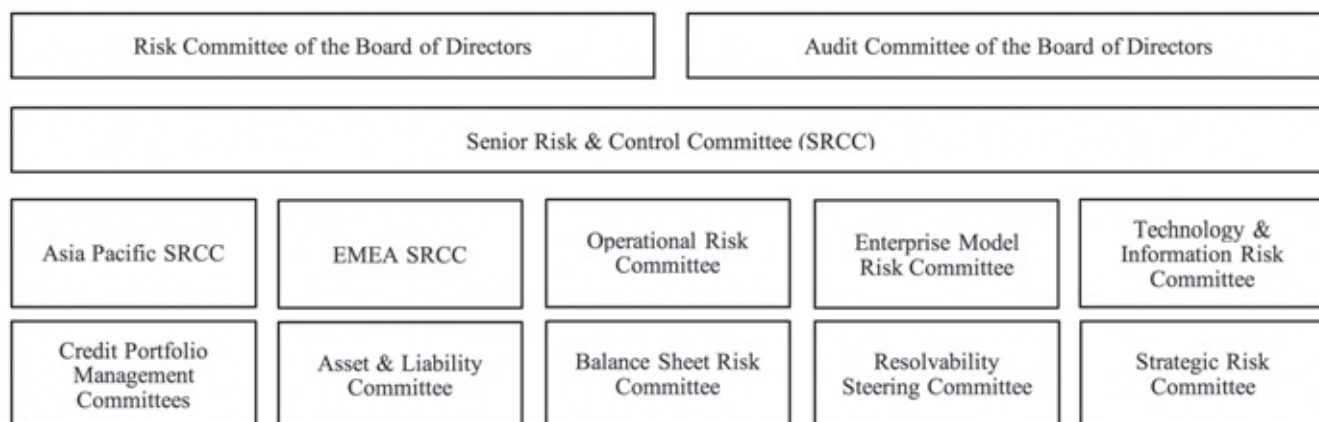 Risk Committee of the Board of Directors
Audit Committee of the Board of Directors
Senior Risk & Control Committee (SRCC)
Asia Pacific SRCC
EMEA SRCC
Operational Risk
Committee
Enterprise Model
Risk Committee
Technology &
Information Risk
Committee
Credit Portfolio
Management
Committees
Asset & Liability
Committee
Balance Sheet Risk
Committee
Resolvability
Steering Committee
Strategic Risk
Committee